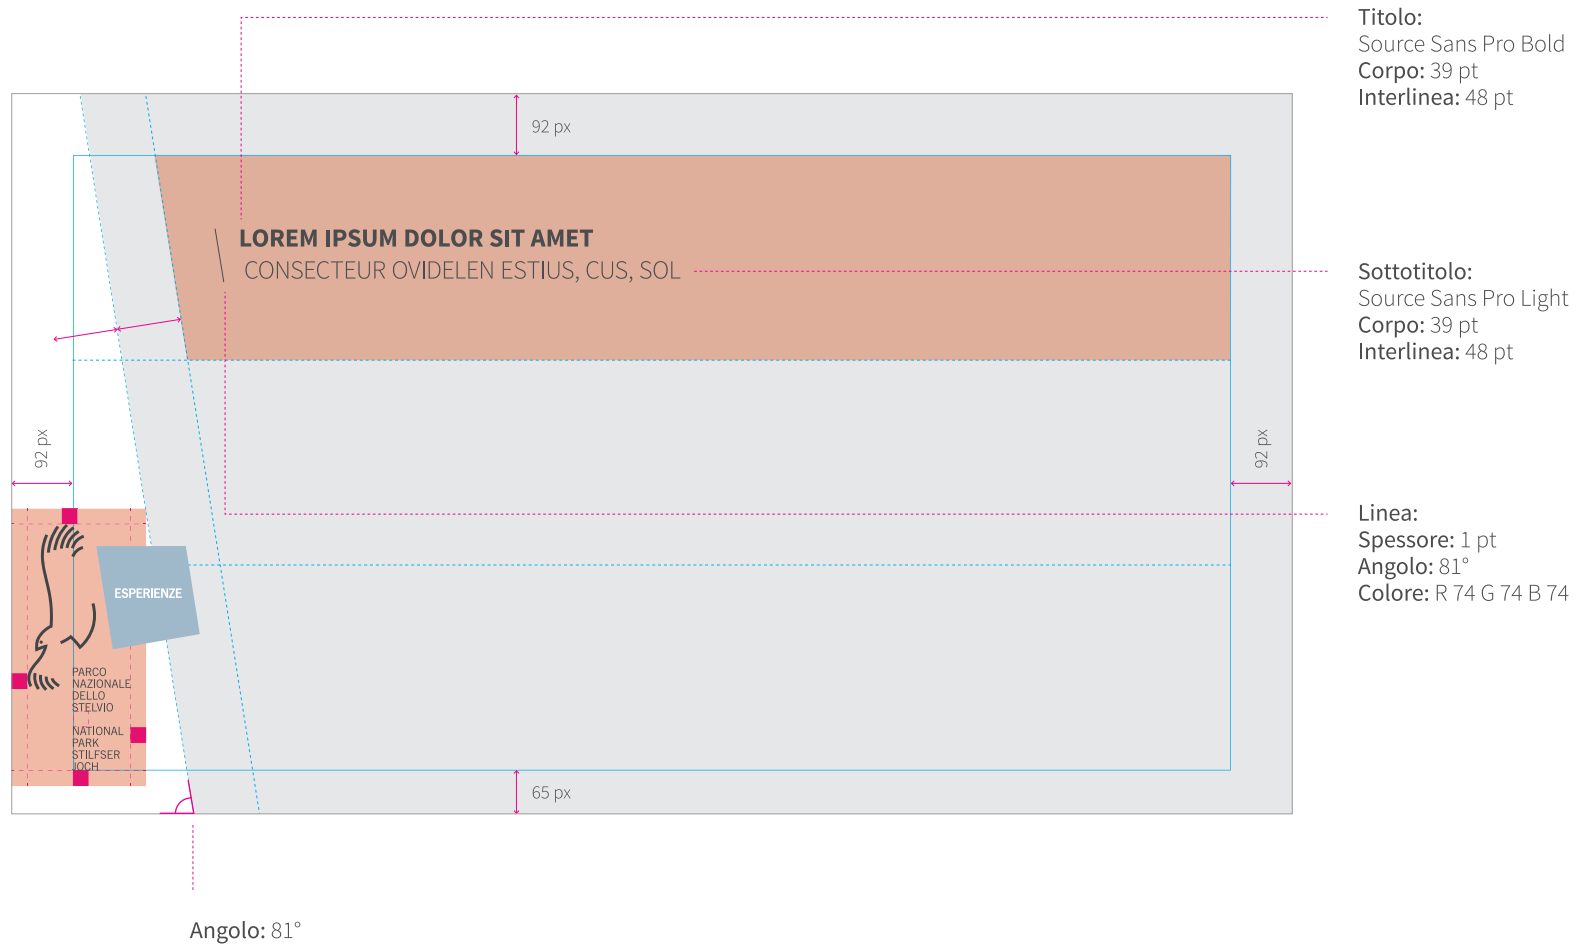 Titolo:
Source Sans Pro Bold
Corpo: 39 pt
Interlinea: 48 pt
92 px
LOREM IPSUM DOLOR SIT AMET
CONSECTEUR OVIDELEN ESTIUS, CUS, SOL
Sottotitolo:
Source Sans Pro Light
Corpo: 39 pt
Interlinea: 48 pt
92 px
92 px
Linea:
Spessore: 1 pt
Angolo: 81°
Colore: R 74 G 74 B 74
ESPERIENZE
PARCO
NAZIONALE
DELLO
STELVIO
NATIONAL
PARK
STILFSER
JOCH
65 px
Angolo: 81°